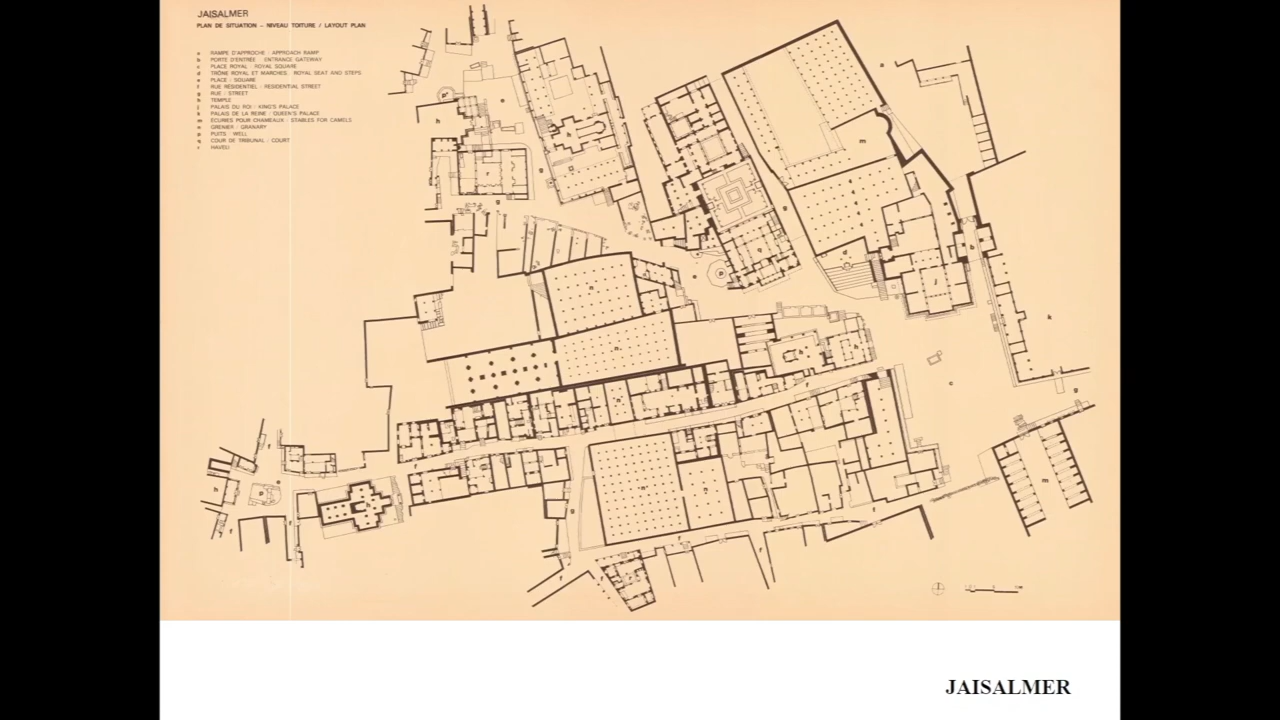 JAISALMER
PLAN DE SITUATION – NIVEAU TOITURE / LAYOUT PLAN
a RAMPE D'APPROCHE : APPROACH RAMP
b PORTE D'ENTRÉE : ENTRANCE GATEWAY
c PLACE ROYAL : ROYAL SQUARE
d TRÔNE ROYAL ET MARCHES : ROYAL SEAT AND STEPS
e PLACE : SQUARE
f RUE RÉSIDENTIEL : RESIDENTIAL STREET
g RUE : STREET
h TEMPLE
j PALAIS DU ROI : KING'S PALACE
k PALAIS DE LA REINE : QUEEN'S PALACE
m ECURIES POUR CHAMEAUX : STABLES FOR CAMELS
n GRENIER : GRANARY
p PUITS : WELL
q COUR DE TRIBUNAL : COURT
r HAVELI
JAISALMER